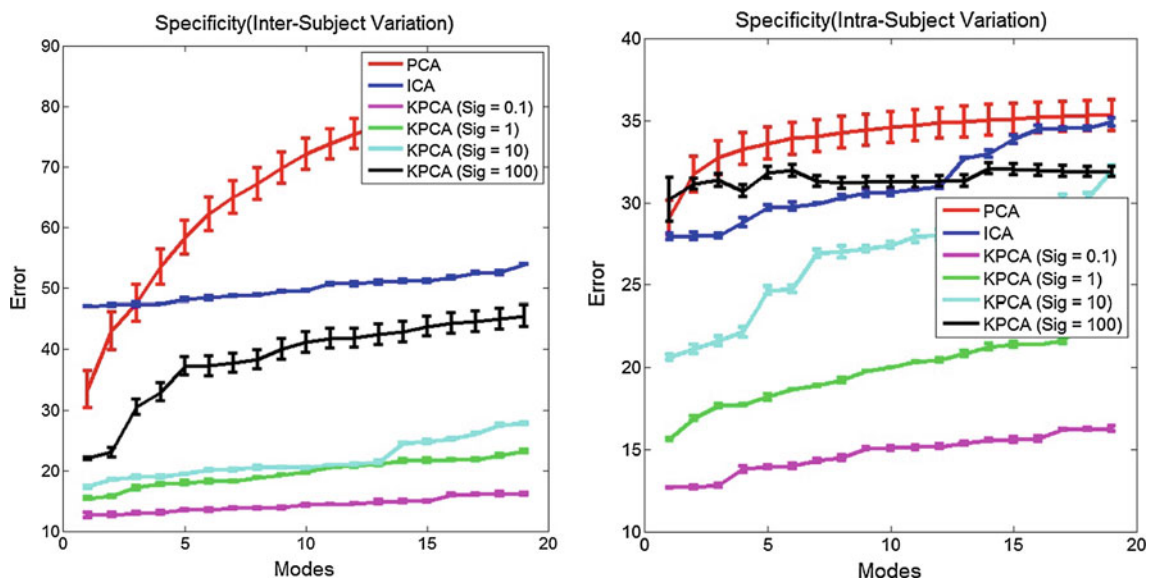 Specificity(Inter-Subject Variation)
90
80
70
60
50
40
30
20
10
0
5
10
15
20
Error
Modes
PCA
ICA
KPCA (Sig = 0.1)
KPCA (Sig = 1)
KPCA (Sig = 10)
KPCA (Sig = 100)
Specificity(Intra-Subject Variation)
40
35
30
25
20
15
10
0
5
10
15
20
Error
Modes
PCA
ICA
KPCA (Sig = 0.1)
KPCA (Sig = 1)
KPCA (Sig = 10)
KPCA (Sig = 100)